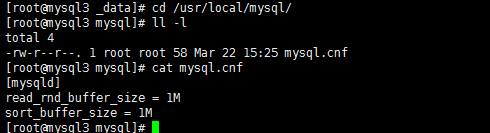 [root@mysql3 _data]# cd /usr/local/mysql/
[root@mysql3 mysql]# ll -l
total 4
-rw-r--r--. 1 root root 58 Mar 22 15:25 mysql.cnf
[root@mysql3 mysql]# cat mysql.cnf
[mysqld]
read_rnd_buffer_size = 1M
sort_buffer_size = 1M
[root@mysql3 mysql]#